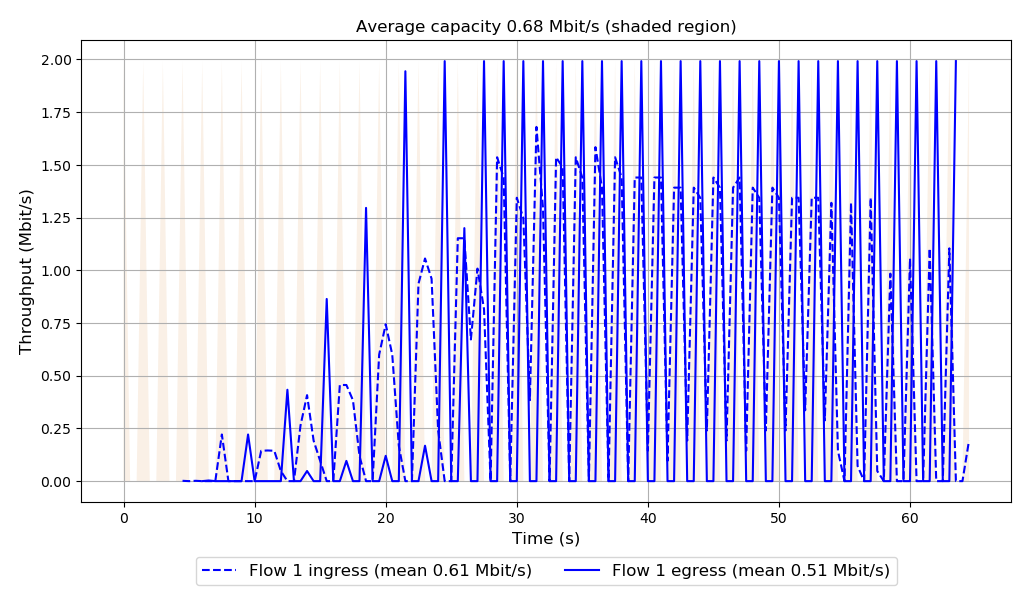 Average capacity 0.68 Mbit/s (shaded region)
2.00
1.75
1.50
1.25
1.00
0.75
0.50
0.25
0.00
Throughput (Mbit/s)
0 10 20 30 40 50 60
Time (s)
Flow 1 ingress (mean 0.61 Mbit/s) Flow 1 egress (mean 0.51 Mbit/s)